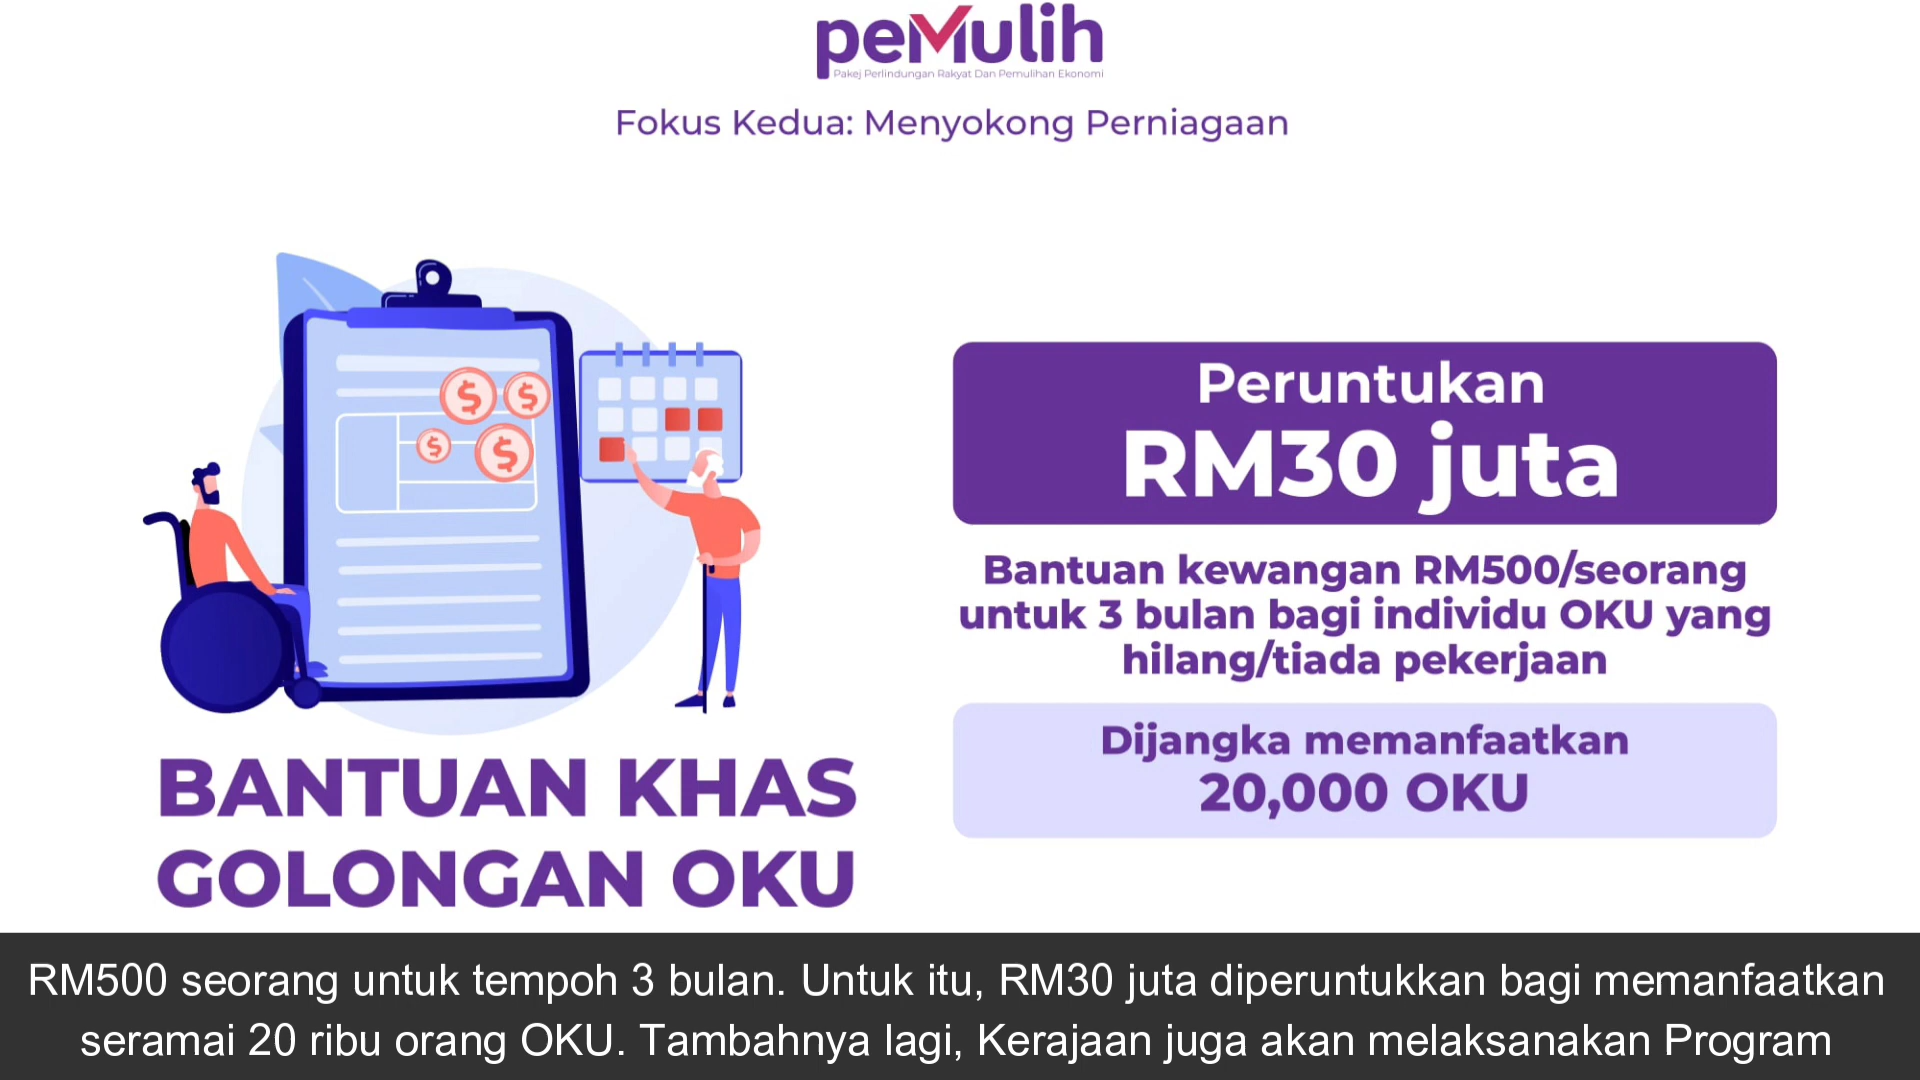 peMulih
Pakej Perlindungan Rakyat Dan Pemulihan Ekonomi
Fokus Kedua: Menyokong Perniagaan
Peruntukan
RM30 juta
Bantuan kewangan RM500/seorang
untuk 3 bulan bagi individu OKU yang
hilang/tiada pekerjaan
Dijangka memanfaatkan
20,000 OKU
BANTUAN KHAS
GOLONGAN OKU
RM500 seorang untuk tempoh 3 bulan. Untuk itu, RM30 juta diperuntukkan bagi memanfaatkan
seramai 20 ribu orang OKU. Tambahnya lagi, Kerajaan juga akan melaksanakan Program